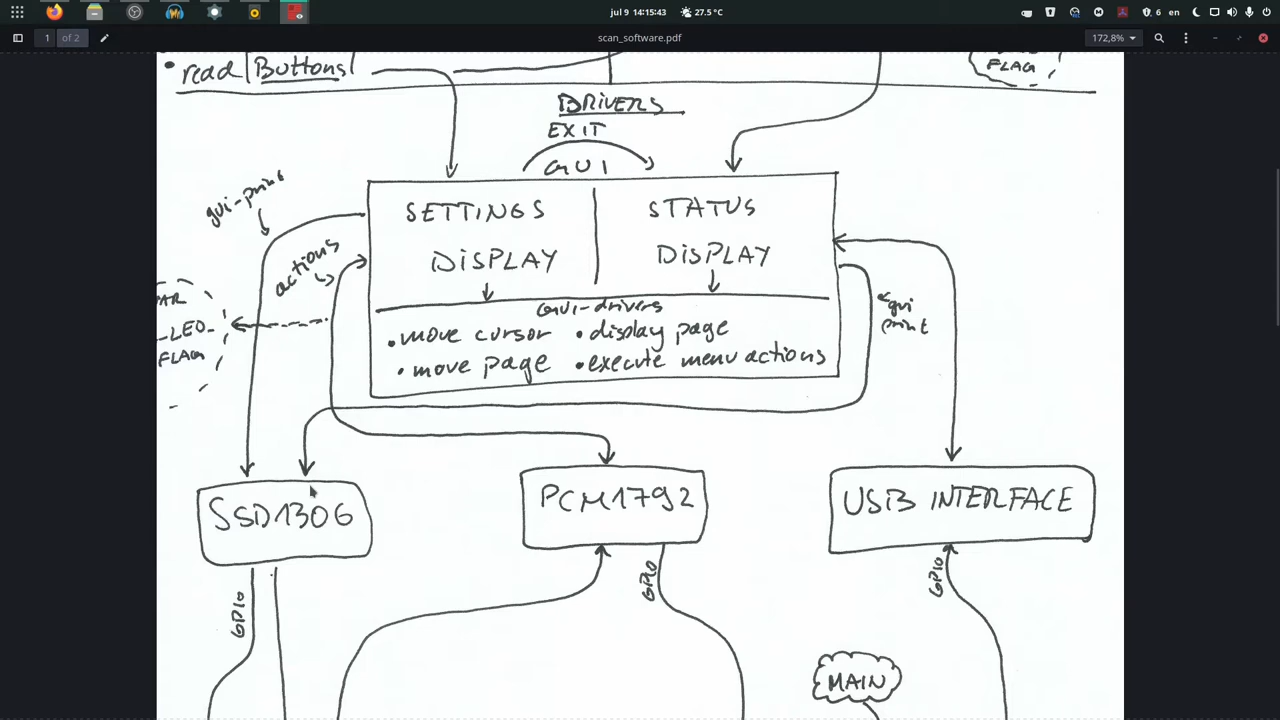 jul 9 14:15:43
27.5 °C
6 en
1 of 2
scan_software.pdf
172,8%
• read Buttons
FLAG
DRIVERS
EXIT
GUI
gui-print
SETTINGS
DISPLAY
STATUS
DISPLAY
actions
GUI-drivers
• move cursor • display page
• move page • execute menu actions
gui
print
LED-
FLAG
SSD1306
PCM1792
USB INTERFACE
GPIO
GPIO
GPIO
MAIN